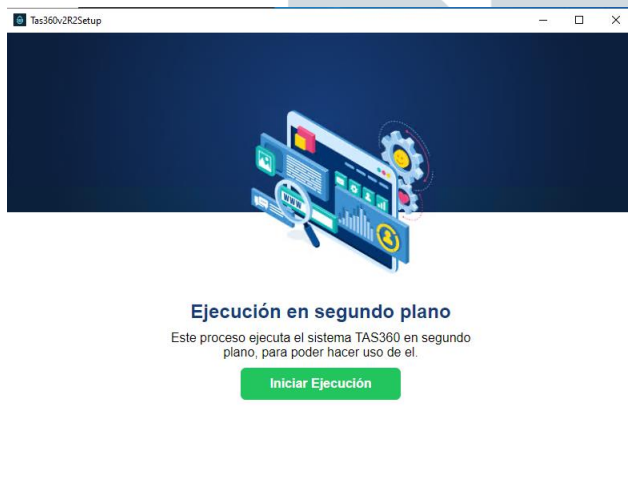 Tas360v2R2Setup
WWW
Ejecución en segundo plano
Este proceso ejecuta el sistema TAS360 en segundo
plano, para poder hacer uso de el.
Iniciar Ejecución